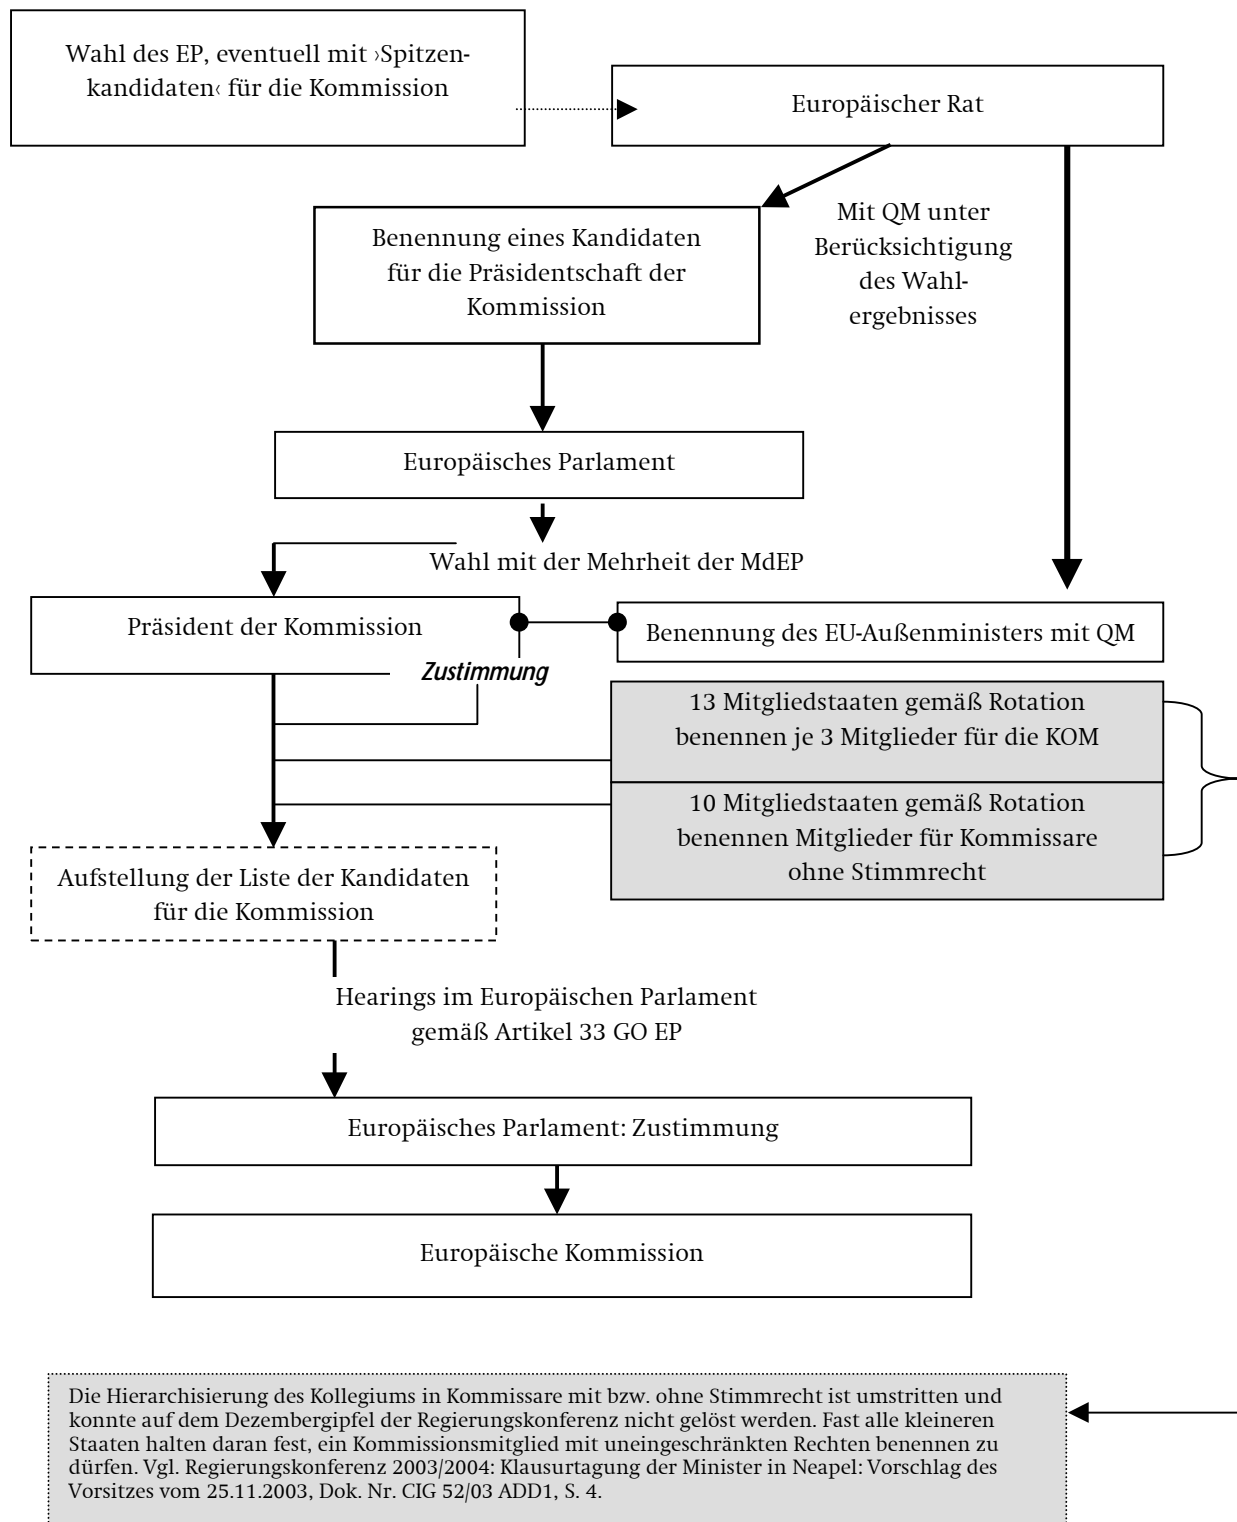 Wahl des EP, eventuell mit ›Spitzen-
kandidaten‹ für die Kommission
Europäischer Rat
Mit QM unter
Berücksichtigung
des Wahl-
ergebnisses
Benennung eines Kandidaten
für die Präsidentschaft der
Kommission
Europäisches Parlament
Wahl mit der Mehrheit der MdEP
Präsident der Kommission
Benennung des EU-Außenministers mit QM
Zustimmung
13 Mitgliedstaaten gemäß Rotation
benennen je 3 Mitglieder für die KOM
10 Mitgliedstaaten gemäß Rotation
benennen Mitglieder für Kommissare
ohne Stimmrecht
Aufstellung der Liste der Kandidaten
für die Kommission
Hearings im Europäischen Parlament
gemäß Artikel 33 GO EP
Europäisches Parlament: Zustimmung
Europäische Kommission
Die Hierarchisierung des Kollegiums in Kommissare mit bzw. ohne Stimmrecht ist umstritten und
konnte auf dem Dezembergipfel der Regierungskonferenz nicht gelöst werden. Fast alle kleineren
Staaten halten daran fest, ein Kommissionsmitglied mit uneingeschränkten Rechten benennen zu
dürfen. Vgl. Regierungskonferenz 2003/2004: Klausurtagung der Minister in Neapel: Vorschlag des
Vorsitzes vom 25.11.2003, Dok. Nr. CIG 52/03 ADD1, S. 4.